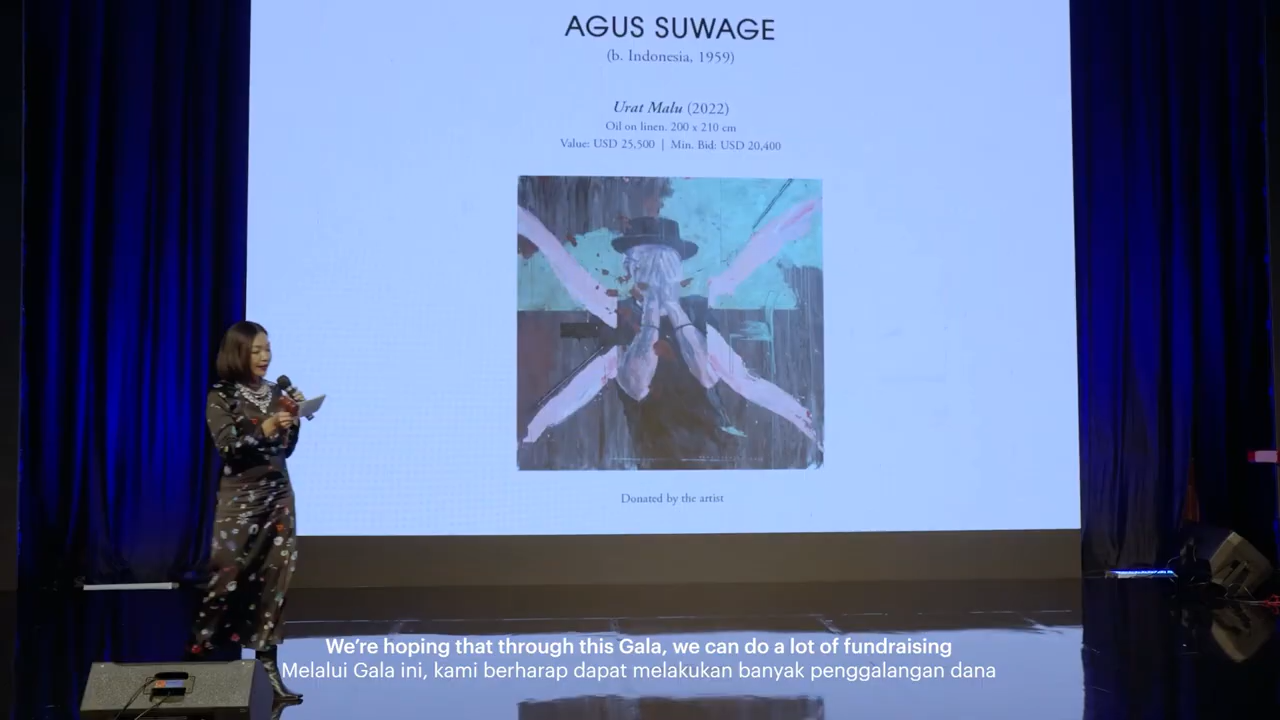 AGUS SUWAGE
(b. Indonesia, 1959)
Urat Malu (2022)
Oil on linen. 200 x 210 cm
Value: USD 25,500 | Min. Bid: USD 20,400
Donated by the artist
We're hoping that through this Gala, we can do a lot of fundraising
Melalui Gala ini, kami berharap dapat melakukan banyak penggalangan dana